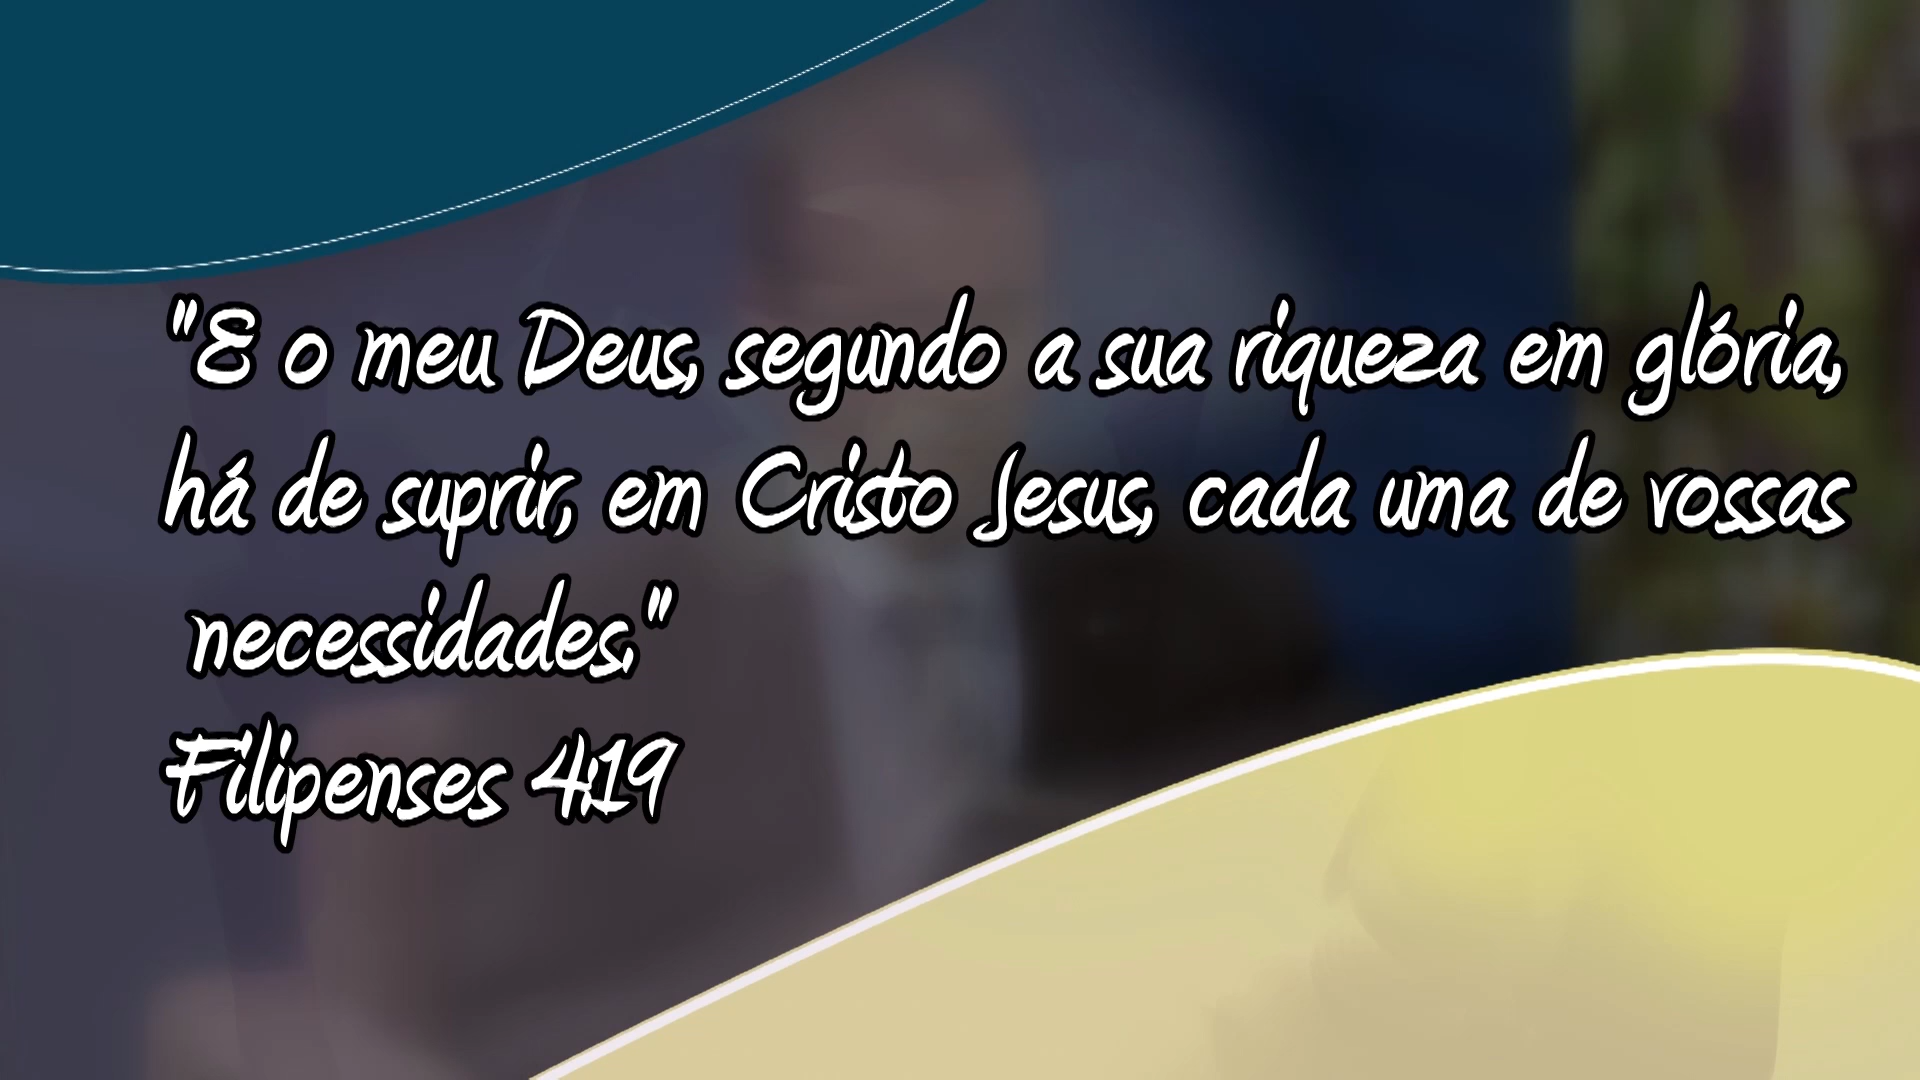 "E o meu Deus, segundo a sua riqueza em glória,
há de suprir, em Cristo Jesus, cada uma de vossas
necessidades."
Filipenses 4:19